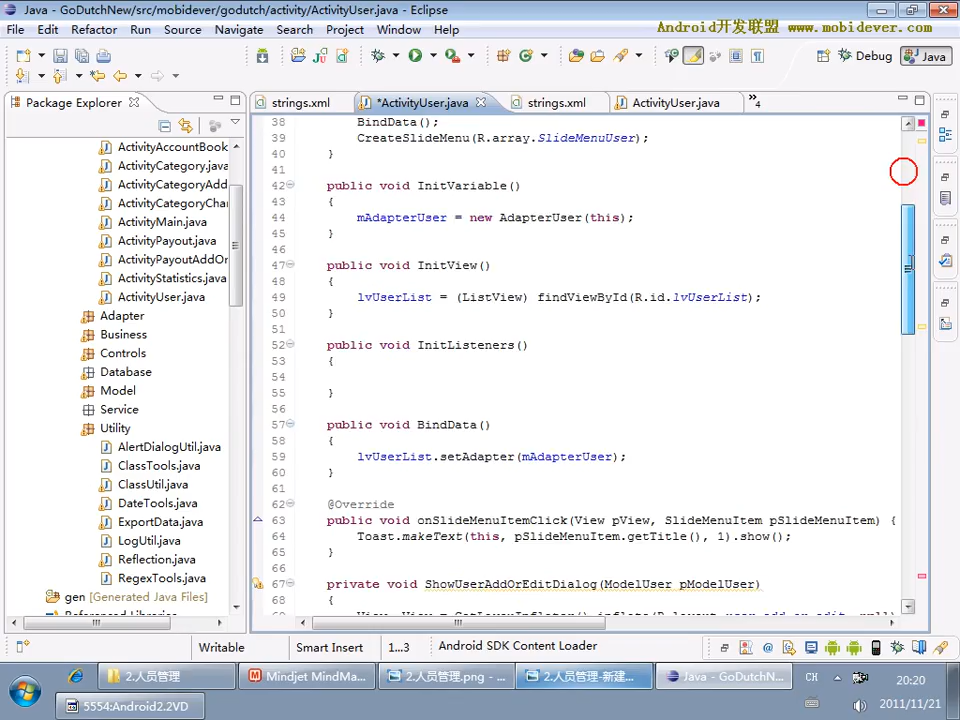 Java - GoDutchNew/src/mobidever/godutch/activity/ActivityUser.java - Eclipse
File Edit Refactor Run Source Navigate Search Project Window Help
Android开发联盟 www.mobidever.com
Debug Java
Package Explorer
strings.xml *ActivityUser.java strings.xml ActivityUser.java »4
ActivityAccountBook
ActivityCategory.java
ActivityCategoryAdd
ActivityCategoryChar
ActivityMain.java
ActivityPayout.java
ActivityPayoutAddOr
ActivityStatistics.java
ActivityUser.java
Adapter
Business
Controls
Database
Model
Service
Utility
AlertDialogUtil.java
ClassTools.java
ClassUtil.java
DateTools.java
ExportData.java
LogUtil.java
Reflection.java
RegexTools.java
gen [Generated Java Files]
38 BindData();
39 CreateSlideMenu(R.array.SlideMenuUser);
40 }
41
42 public void InitVariable()
43 {
44 mAdapterUser = new AdapterUser(this);
45 }
46
47 public void InitView()
48 {
49 lvUserList = (ListView) findViewById(R.id.lvUserList);
50 }
51
52 public void InitListeners()
53 {
54
55 }
56
57 public void BindData()
58 {
59 lvUserList.setAdapter(mAdapterUser);
60 }
61
62 @Override
63 public void onSlideMenuItemClick(View pView, SlideMenuItem pSlideMenuItem) {
64 Toast.makeText(this, pSlideMenuItem.getTitle(), 1).show();
65 }
66
67 private void ShowUserAddOrEditDialog(ModelUser pModelUser)
68 {
Writable Smart Insert 1...3 Android SDK Content Loader
2.人员管理 Mindjet MindMa... 2.人员管理.png - ... 2.人员管理-新建... Java - GoDutchN... CH 20:20
5554:Android2.2VD 2011/11/21